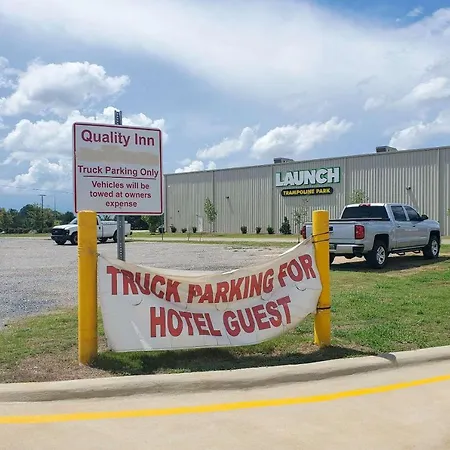 Quality Inn
Truck Parking Only
Vehicles will be
towed at owners
expense
LAUNCH
TRAMPOLINE PARK
TRUCK PARKING FOR
HOTEL GUEST